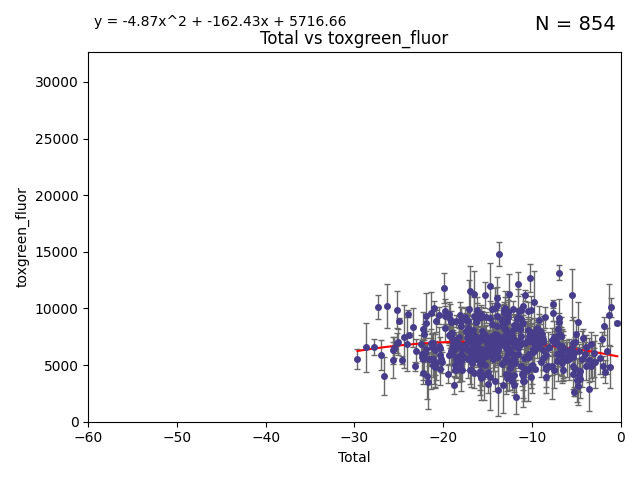 y = -4.87x^2 + -162.43x + 5716.66
N = 854
Total vs toxgreen_fluor
30000
25000
20000
15000
10000
5000
0
toxgreen_fluor
−60
−50
−40
−30
−20
−10
0
Total